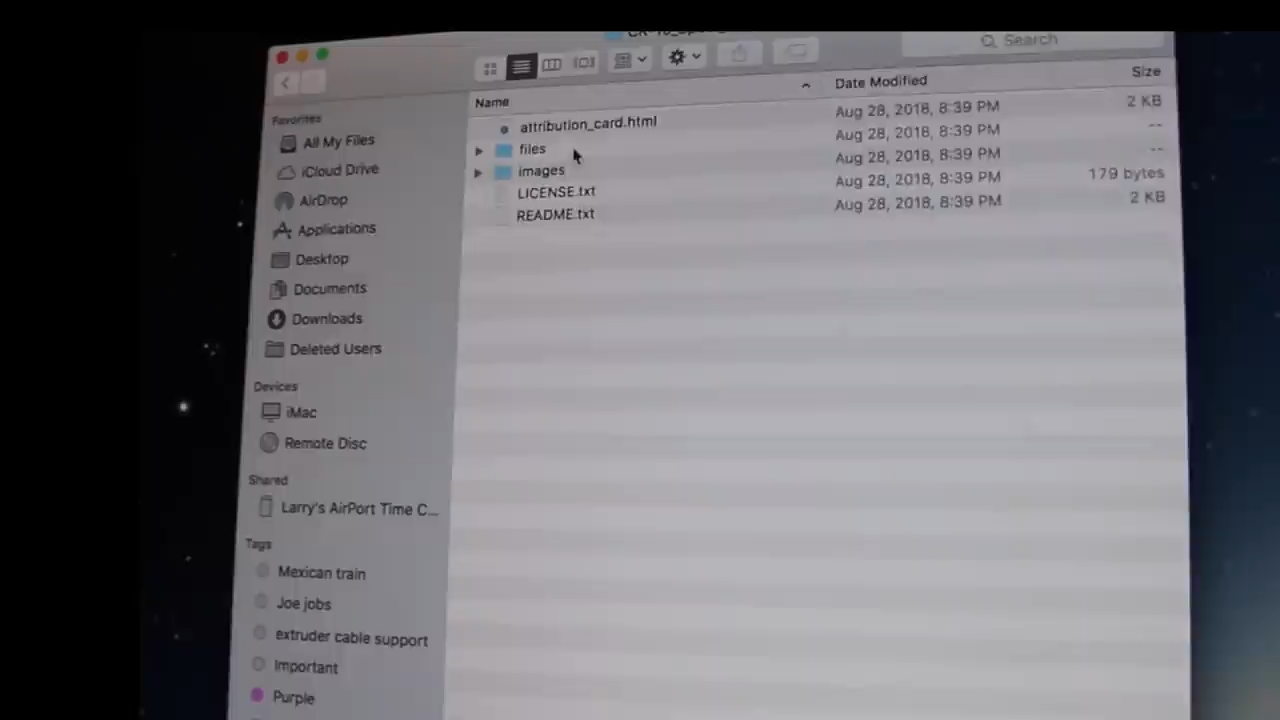 Search
Name Date Modified Size
attribution_card.html Aug 28, 2018, 8:39 PM 2 KB
files Aug 28, 2018, 8:39 PM --
images Aug 28, 2018, 8:39 PM --
LICENSE.txt Aug 28, 2018, 8:39 PM 179 bytes
README.txt Aug 28, 2018, 8:39 PM 2 KB
Favorites
All My Files
iCloud Drive
AirDrop
Applications
Desktop
Documents
Downloads
Deleted Users
Devices
iMac
Remote Disc
Shared
Larry's AirPort Time C...
Tags
Mexican train
Joe jobs
extruder cable support
Important
Purple